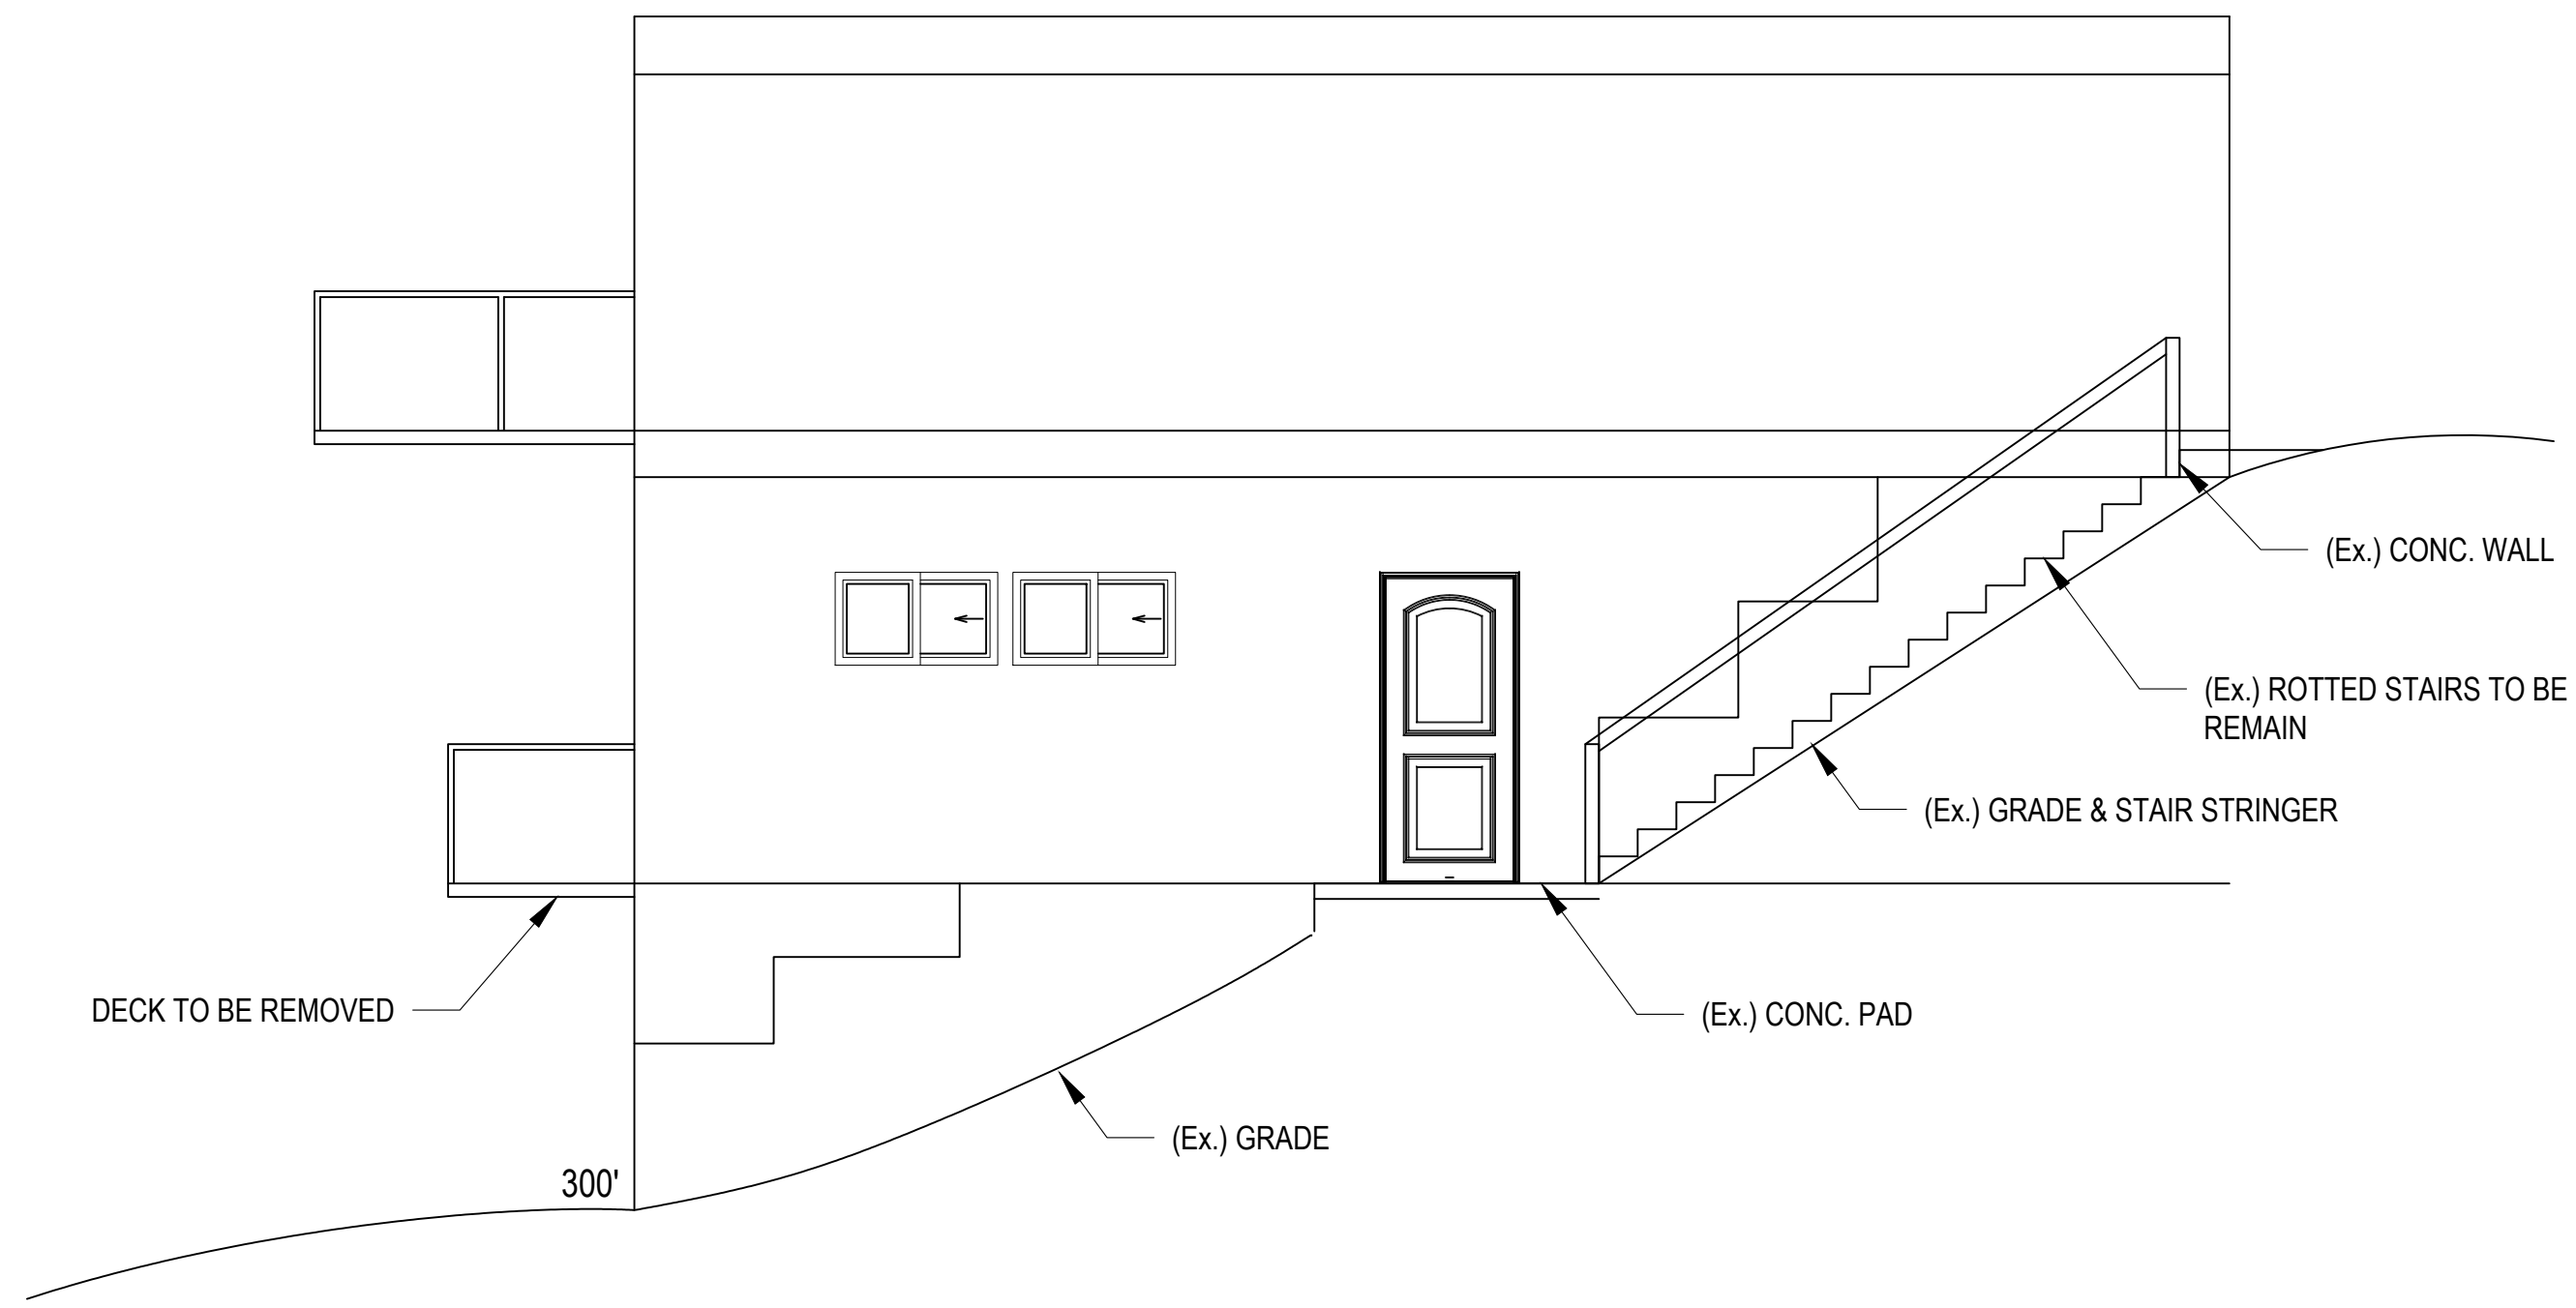 (Ex.) CONC. WALL
(Ex.) ROTTED STAIRS TO BE
REMAIN
(Ex.) GRADE & STAIR STRINGER
DECK TO BE REMOVED
(Ex.) CONC. PAD
(Ex.) GRADE
300'